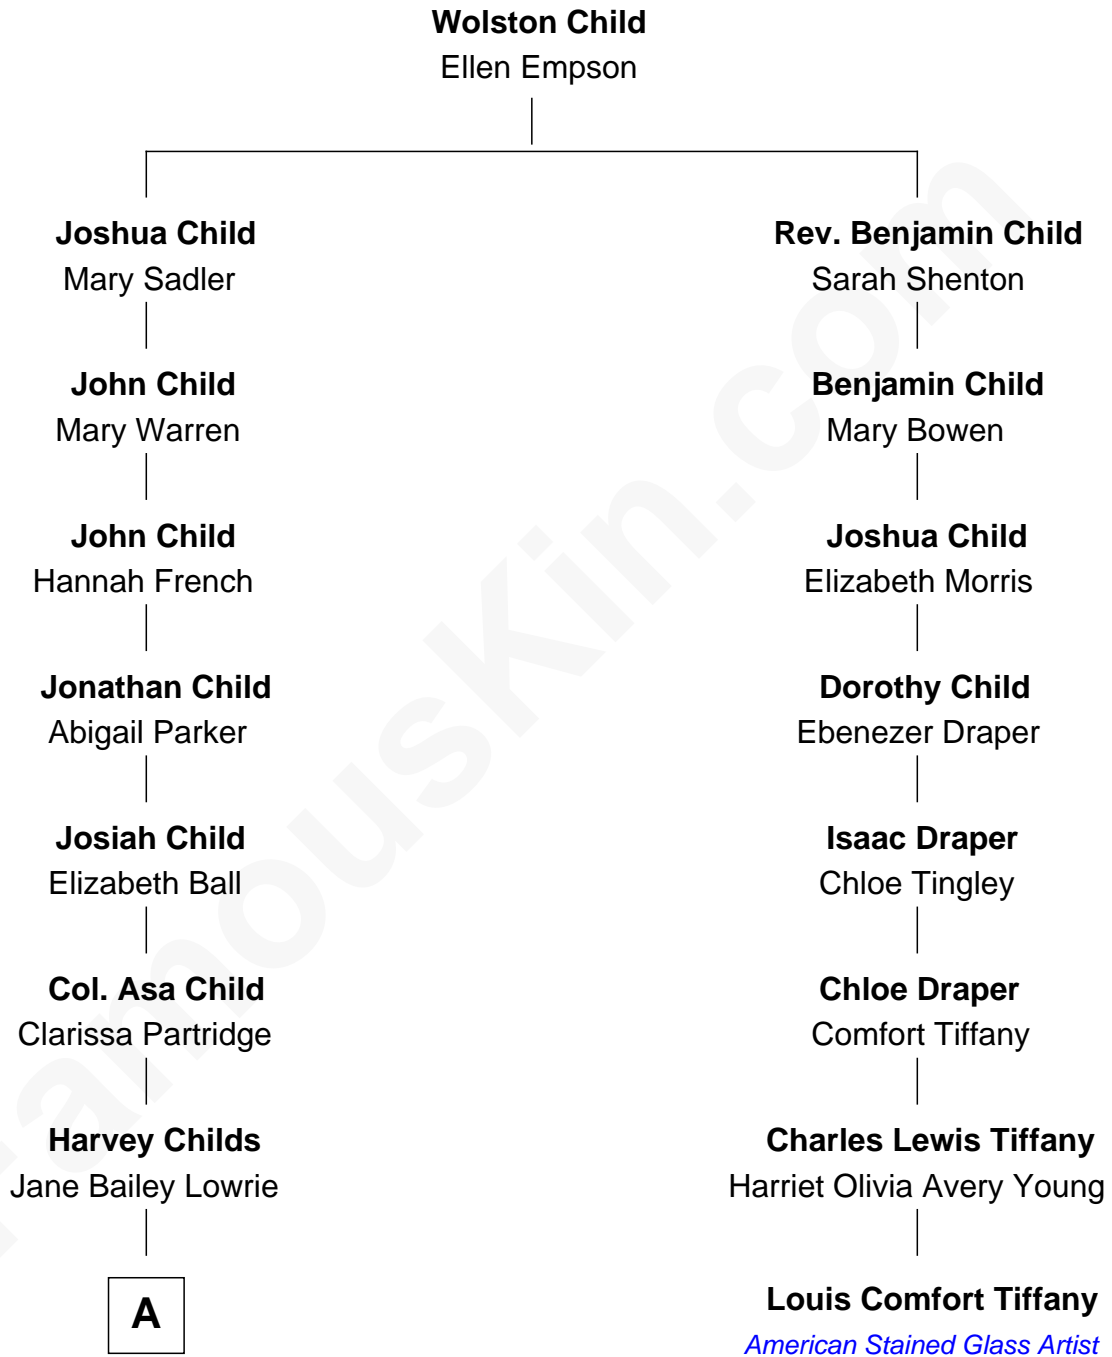 Wolston Child
Ellen Empson
Joshua Child
Mary Sadler
Rev. Benjamin Child
Sarah Shenton
John Child
Mary Warren
Benjamin Child
Mary Bowen
John Child
Hannah French
Joshua Child
Elizabeth Morris
Jonathan Child
Abigail Parker
Dorothy Child
Ebenezer Draper
Josiah Child
Elizabeth Ball
Isaac Draper
Chloe Tingley
Col. Asa Child
Clarissa Partridge
Chloe Draper
Comfort Tiffany
Harvey Childs
Jane Bailey Lowrie
Charles Lewis Tiffany
Harriet Olivia Avery Young
A
Louis Comfort Tiffany
American Stained Glass Artist
FamousKin.com